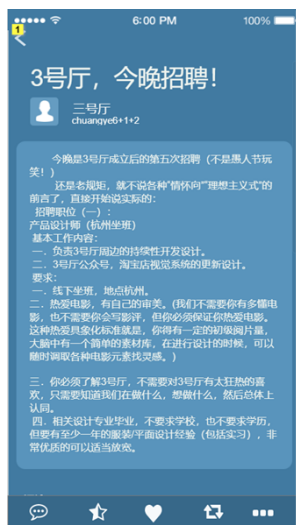 6:00 PM 100%
1
3号厅，今晚招聘！
三号厅
chuangye6+1+2
今晚是3号厅成立后的第五次招聘（不是愚人节玩
笑！）
还是老规矩，就不说各种"情怀向""理想主义式"的
前言了，直接开始说实际的：
招聘职位（一）：
产品设计师（杭州坐班）
基本工作内容：
一．负责3号厅周边的持续性开发设计。
二．3号厅公众号，淘宝店视觉系统的更新设计。
要求：
一．线下坐班，地点杭州。
二．热爱电影，有自己的审美。(我们不需要你有多懂电
影，也不需要你会写影评，但你必须保证你热爱电影。
这种热爱具象化标准就是，你得有一定的初级阅片量，
大脑中有一个简单的素材库，在进行设计的时候，可以
随时调取各种电影元素找灵感。)
三．你必须了解3号厅，不需要对3号厅有太狂热的喜
欢，只需要知道我们在做什么，想做什么，然后总体上
认同。
四．相关设计专业毕业，不要求学校，也不要求学历，
但要有至少一年的服装/平面设计经验（包括实习），非
常优质的可以适当放宽。